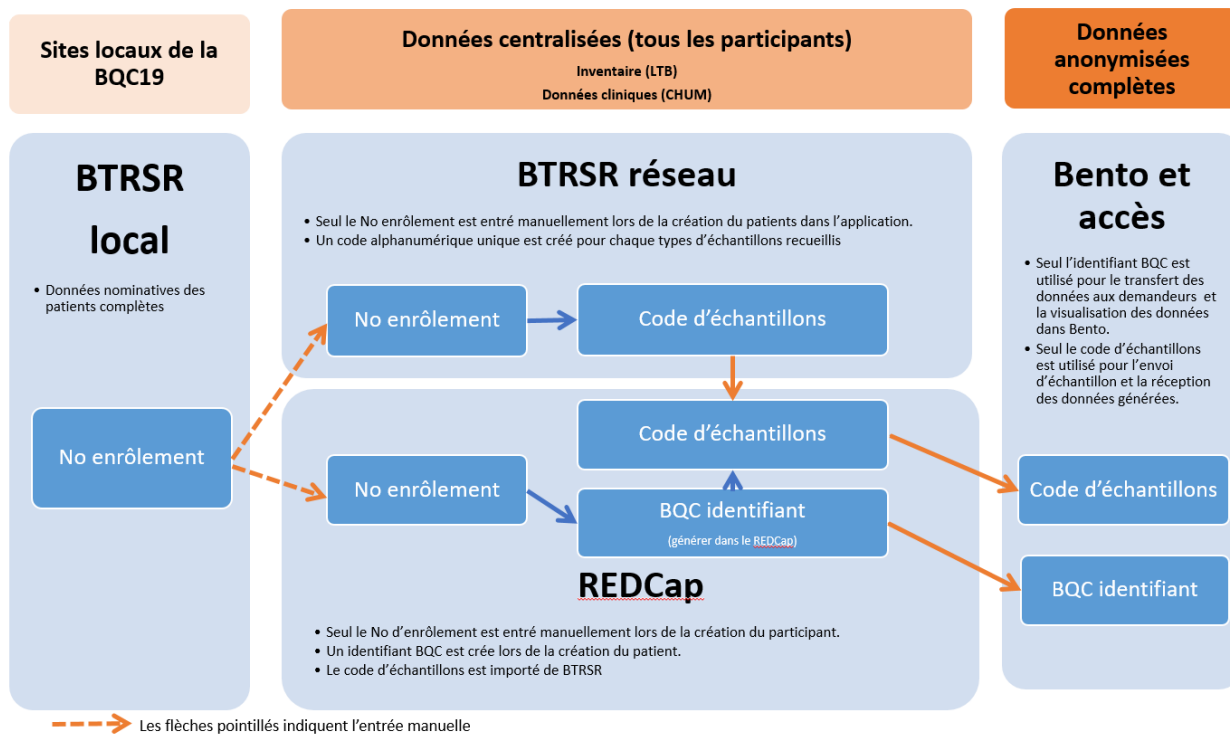 Sites locaux de la
BQC19
Données centralisées (tous les participants)
Inventaire (LTB)
Données cliniques (CHUM)
Données
anonymisées
complètes
BTRSR
local
• Données nominatives des
patients complètes
No enrôlement
BTRSR réseau
• Seul le No enrôlement est entré manuellement lors de la création du patients dans l'application.
• Un code alphanumérique unique est créé pour chaque types d'échantillons recueillis
No enrôlement
Code d'échantillons
Code d'échantillons
No enrôlement
BQC identifiant
(générer dans le REDCap)
REDCap
• Seul le No d'enrôlement est entré manuellement lors de la création du participant.
• Un identifiant BQC est crée lors de la création du patient.
• Le code d'échantillons est importé de BTRSR
Bento et
accès
• Seul l'identifiant BQC est
utilisé pour le transfert des
données aux demandeurs et
la visualisation des données
dans Bento.
• Seul le code d'échantillons
est utilisé pour l'envoi
d'échantillon et la réception
des données générées.
Code d'échantillons
BQC identifiant
Les flèches pointillés indiquent l'entrée manuelle